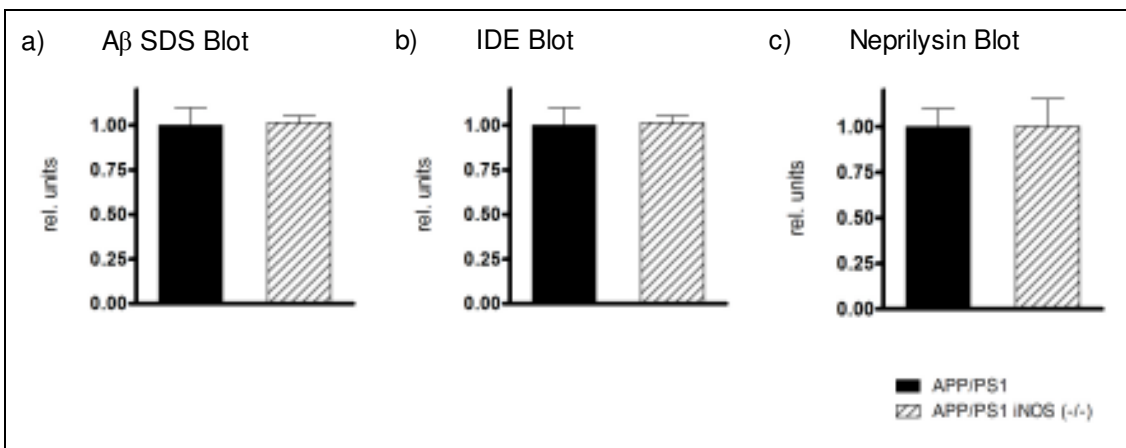 a) Aβ SDS Blot
b) IDE Blot
c) Neprilysin Blot
rel. units
1.00
0.75
0.50
0.25
0.00
rel. units
1.00
0.75
0.50
0.25
0.00
rel. units
1.00
0.75
0.50
0.25
0.00
APP/PS1
APP/PS1 iNOS (-/-)